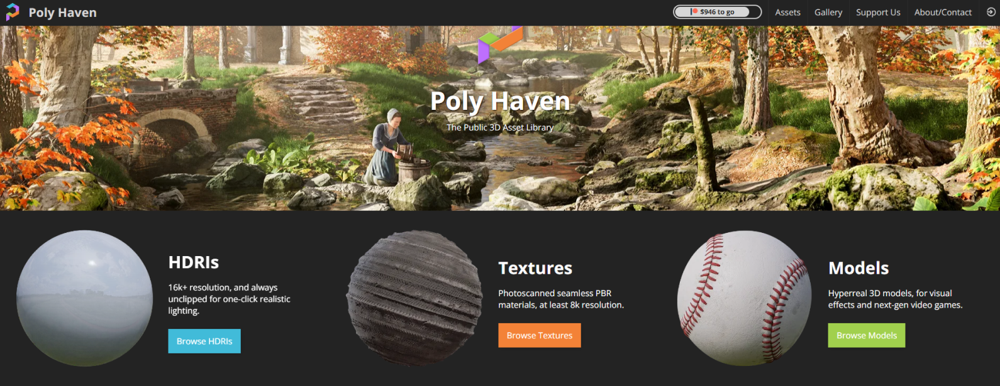 Poly Haven
$946 to go
Assets
Gallery
Support Us
About/Contact
Poly Haven
The Public 3D Asset Library
HDRIs
16k+ resolution, and always
unclipped for one-click realistic
lighting.
Browse HDRIs
Textures
Photoscanned seamless PBR
materials, at least 8k resolution.
Browse Textures
Models
Hyperreal 3D models, for visual
effects and next-gen video games.
Browse Models